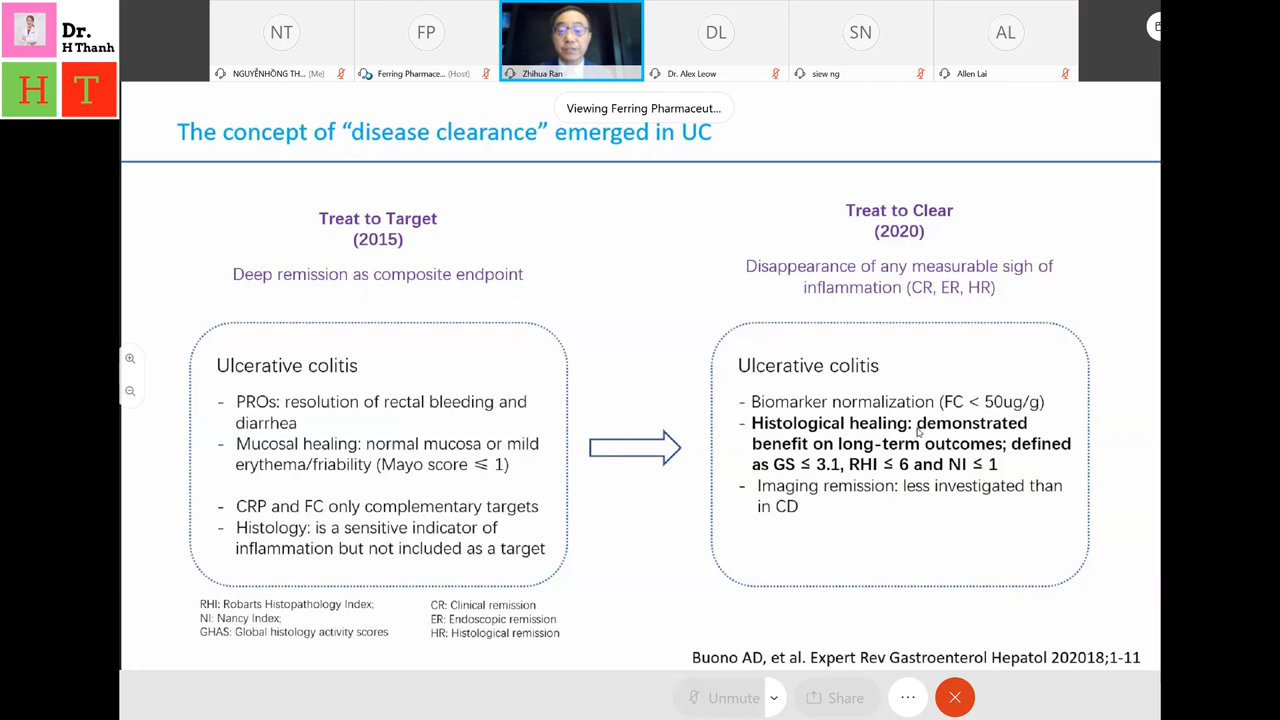 Dr.
H Thanh
H T
NT
FP
DL
SN
AL
NGUYỄNHỒNG TH... (Me)
Ferring Pharmace... (Host)
Zhihua Ran
Dr. Alex Leow
siew ng
Allen Lai
Viewing Ferring Pharmaceut...
The concept of “disease clearance” emerged in UC
Treat to Target
(2015)
Deep remission as composite endpoint
Ulcerative colitis
- PROs: resolution of rectal bleeding and
diarrhea
- Mucosal healing: normal mucosa or mild
erythema/friability (Mayo score ≤ 1)
- CRP and FC only complementary targets
- Histology: is a sensitive indicator of
inflammation but not included as a target
Treat to Clear
(2020)
Disappearance of any measurable sigh of
inflammation (CR, ER, HR)
Ulcerative colitis
- Biomarker normalization (FC < 50ug/g)
- Histological healing: demonstrated
benefit on long-term outcomes; defined
as GS ≤ 3.1, RHI ≤ 6 and NI ≤ 1
- Imaging remission: less investigated than
in CD
RHI: Robarts Histopathology Index;
NI: Nancy Index;
GHAS: Global histology activity scores
CR: Clinical remission
ER: Endoscopic remission
HR: Histological remission
Buono AD, et al. Expert Rev Gastroenterol Hepatol 202018;1-11
Unmute
Share